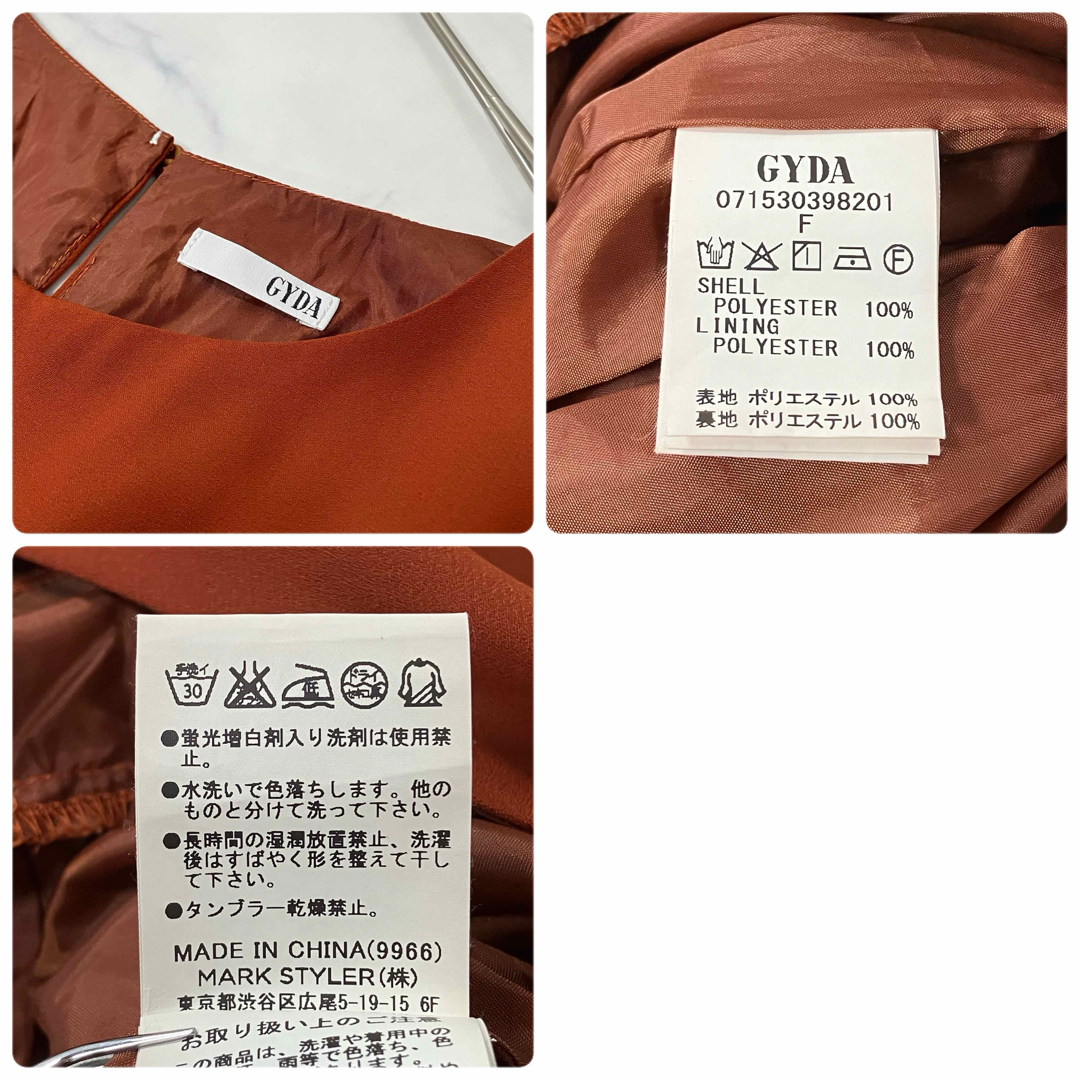 GYDA
GYDA
071530398201
F
F
SHELL
POLYESTER 100%
LINING
POLYESTER 100%
表地 ポリエステル 100%
裏地 ポリエステル 100%
手洗イ
30
低
ドライ
●蛍光増白剤入り洗剤は使用禁
止。
●水洗いで色落ちします。他の
ものと分けて洗って下さい。
●長時間の湿潤放置禁止、洗濯
後はすばやく形を整えて干し
て下さい。
●タンブラー乾燥禁止。
MADE IN CHINA(9966)
MARK STYLER(株)
東京都渋谷区広尾5-19-15 6F
お取り扱い上のご注意
この商品は、洗濯や着用中の
雨等で色落ち、色